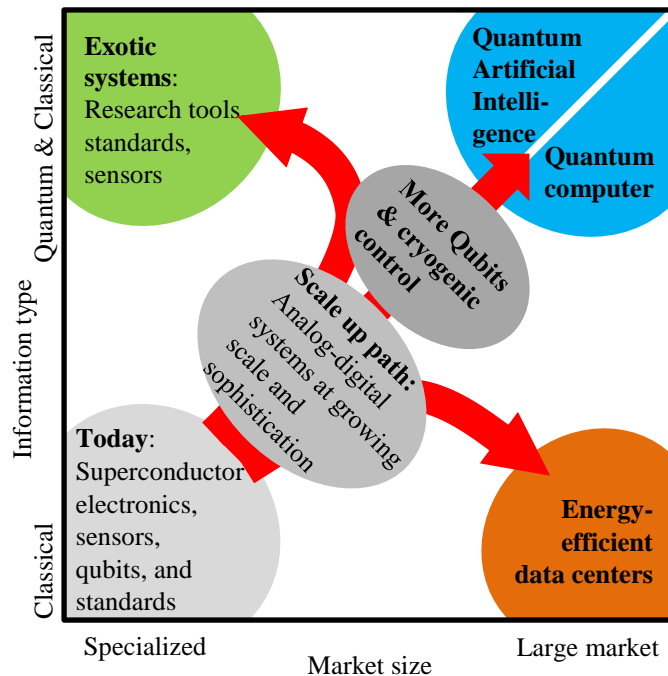 Exotic
systems:
Research tools
standards,
sensors
Quantum
Artificial
Intelli-
gence
Quantum
computer
More Qubits
& cryogenic
control
Scale up path:
Analog-digital
systems at growing
scale and
sophistication
Today:
Superconductor
electronics,
sensors,
qubits, and
standards
Energy-
efficient
data centers
Quantum & Classical
Information type
Classical
Specialized
Market size
Large market